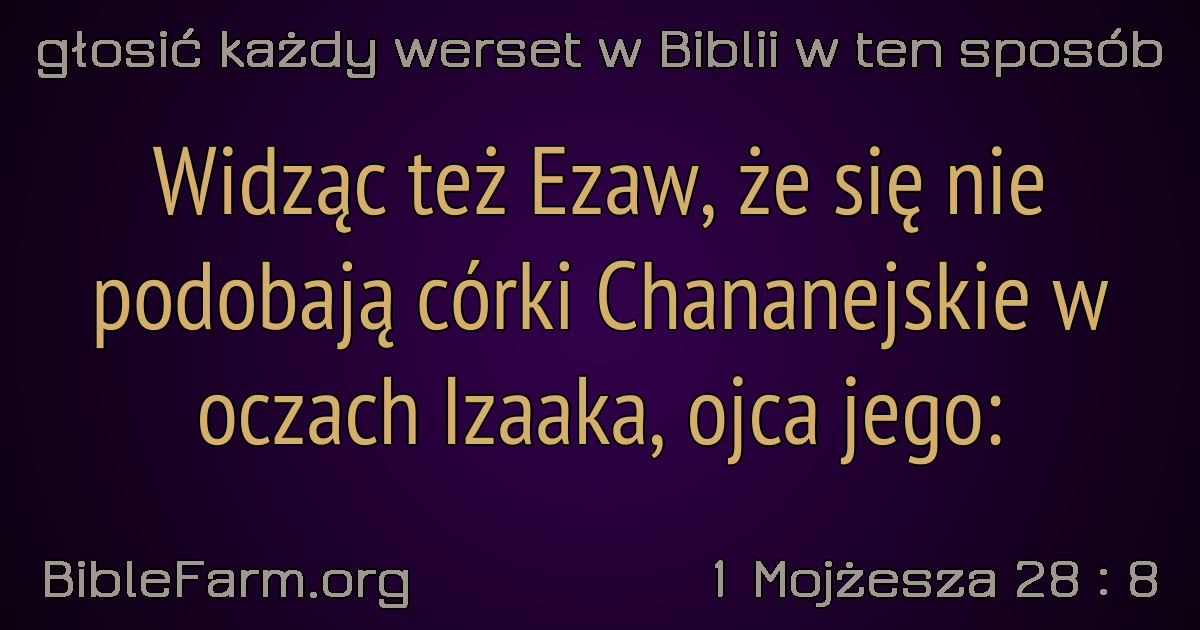 głosić każdy werset w Biblii w ten sposób
Widząc też Ezaw, że się nie
podobają córki Chananejskie w
oczach Izaaka, ojca jego:
BibleFarm.org
1 Mojżesza 28 : 8